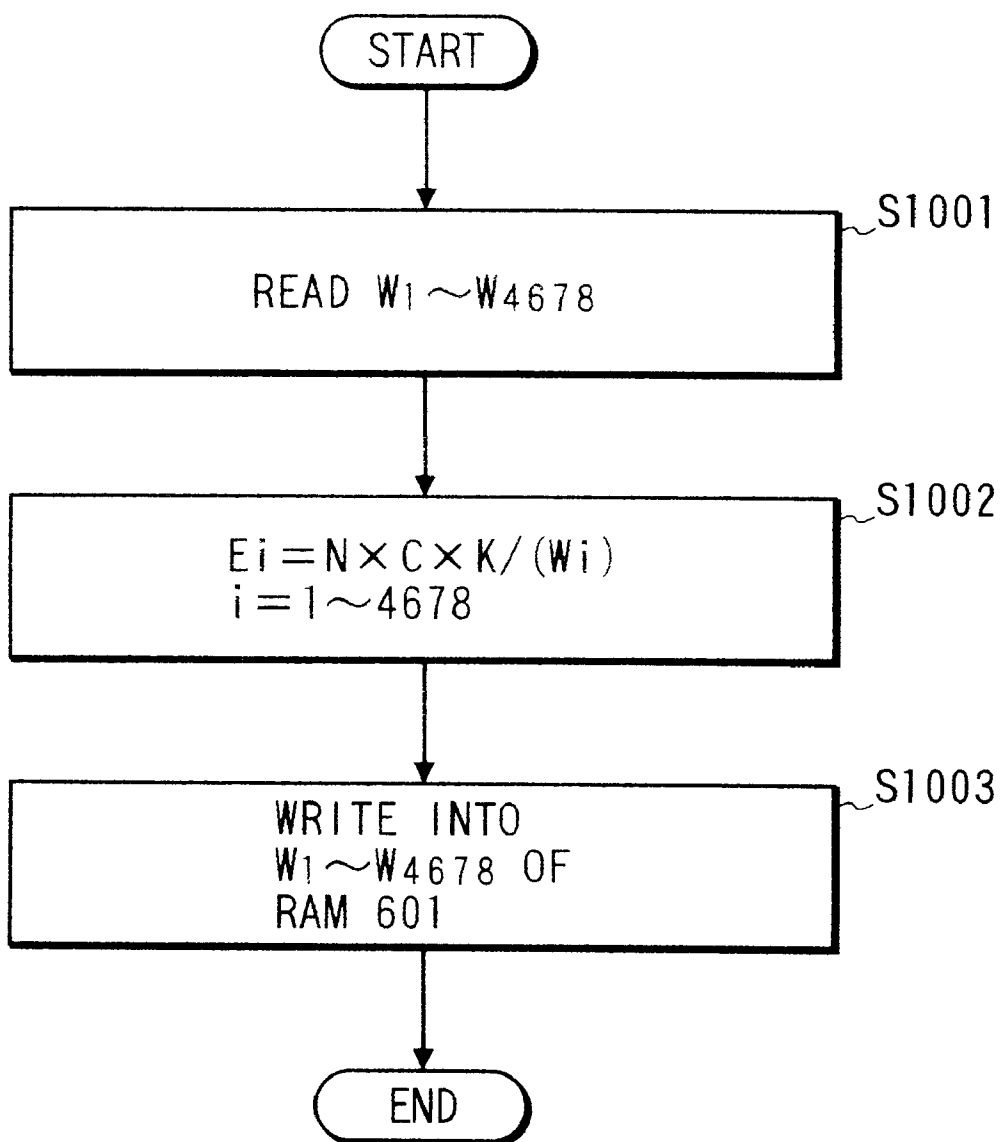 START
S1001
READ W1～W4678
S1002
Ei=N×C×K/(Wi)
i=1～4678
S1003
WRITE INTO
W1～W4678 OF
RAM 601
END